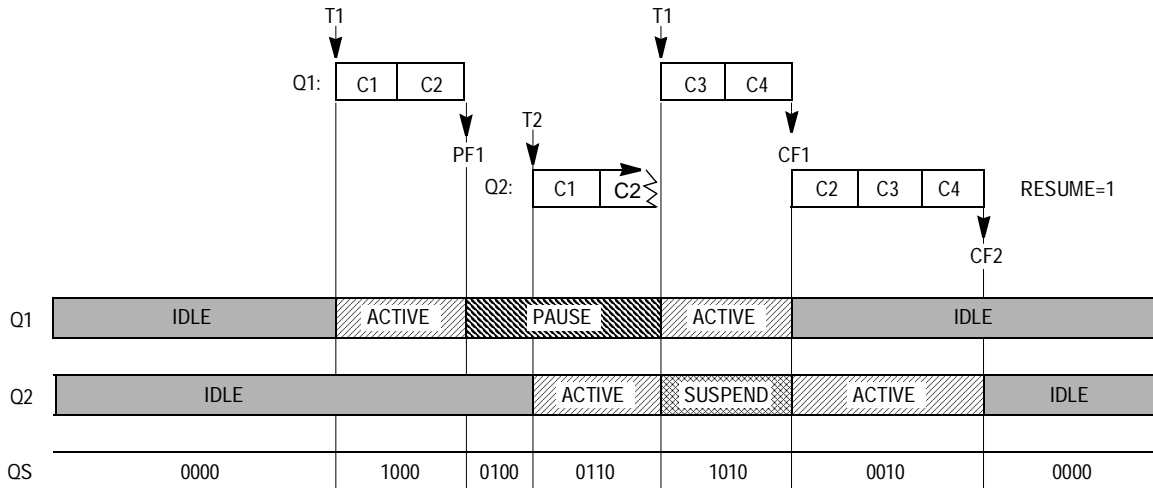 T1 T1
Q1: C1 C2 C3 C4
T2
PF1 CF1
Q2: C1 C2 C2 C3 C4 RESUME=1
CF2
Q1 IDLE ACTIVE PAUSE ACTIVE IDLE
Q2 IDLE ACTIVE SUSPEND ACTIVE IDLE
QS 0000 1000 0100 0110 1010 0010 0000